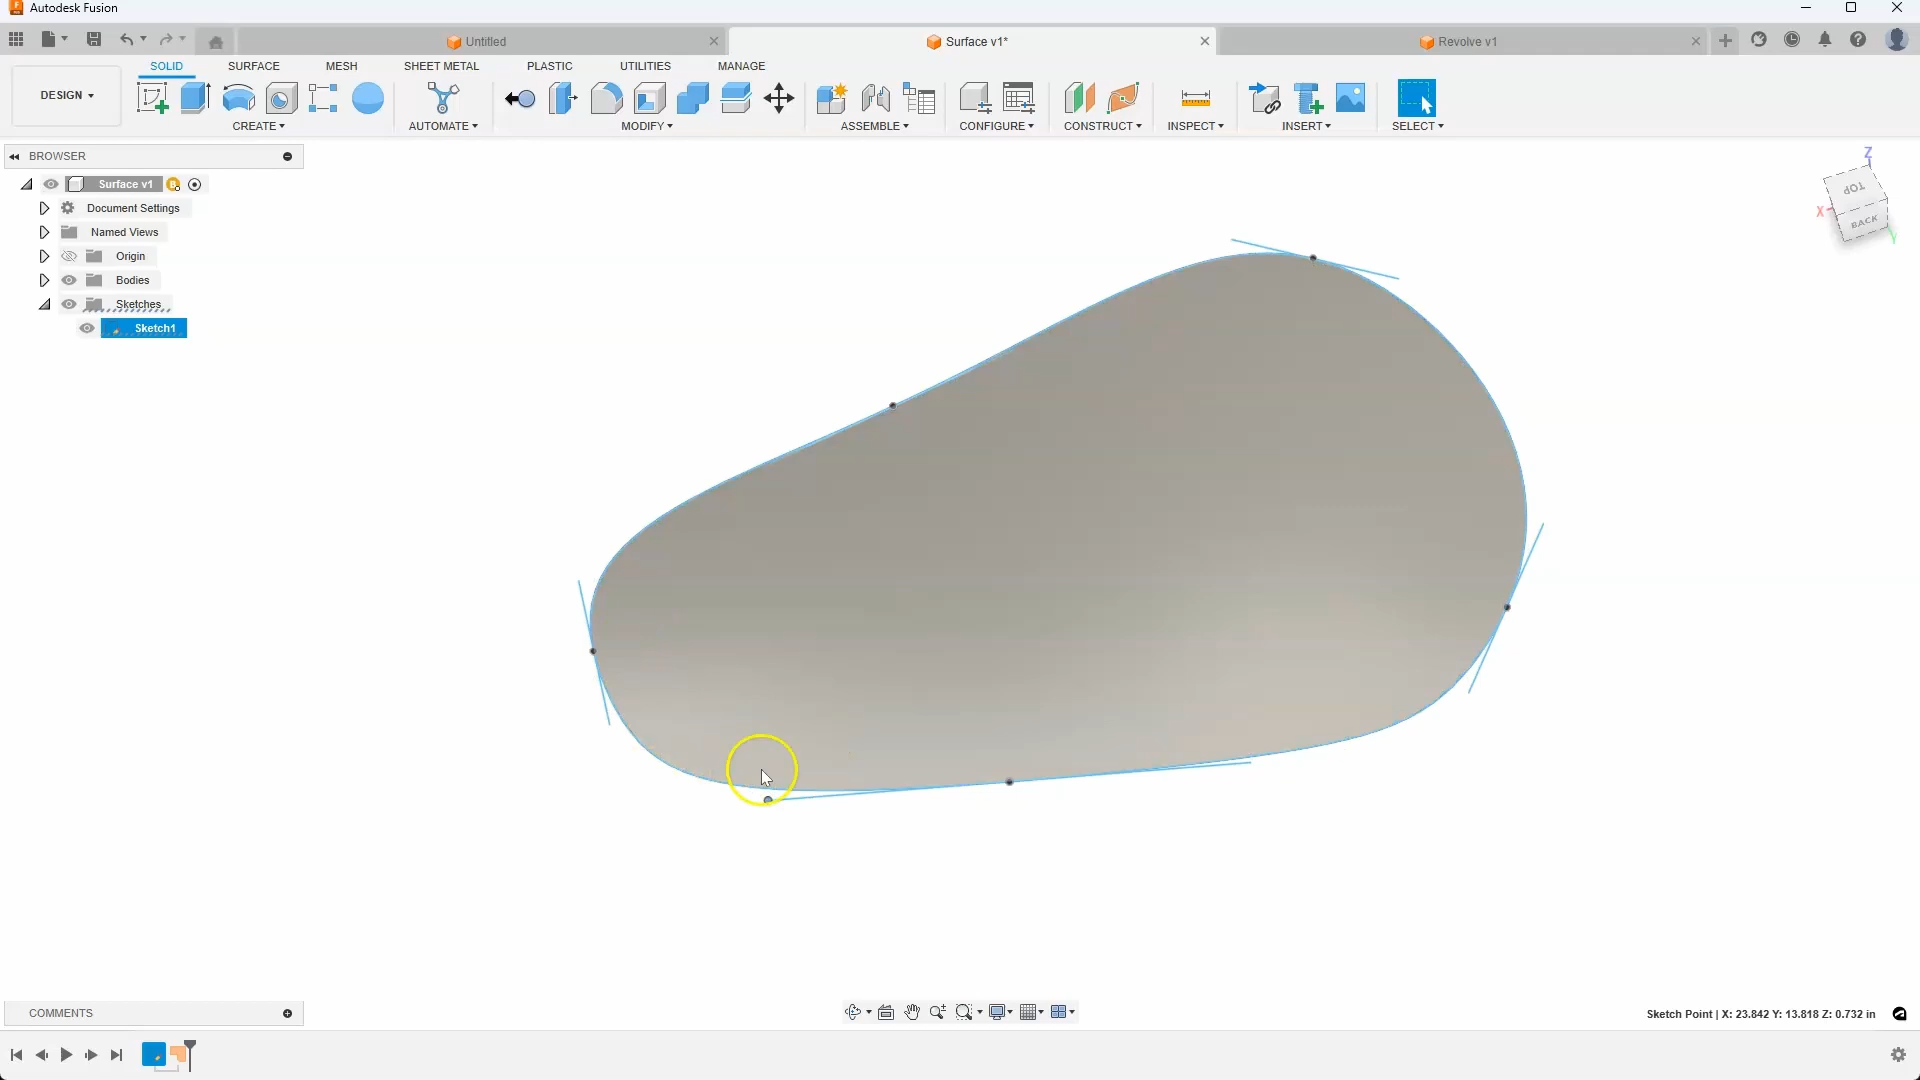 Autodesk Fusion
Untitled
Surface v1*
Revolve v1
DESIGN
SOLID
SURFACE
MESH
SHEET METAL
PLASTIC
UTILITIES
MANAGE
CREATE
AUTOMATE
MODIFY
ASSEMBLE
CONFIGURE
CONSTRUCT
INSPECT
INSERT
SELECT
BROWSER
Surface v1
Document Settings
Named Views
Origin
Bodies
Sketches
Sketch1
Z
TOP
X
BACK
Y
COMMENTS
Sketch Point | X: 23.842 Y: 13.818 Z: 0.732 in